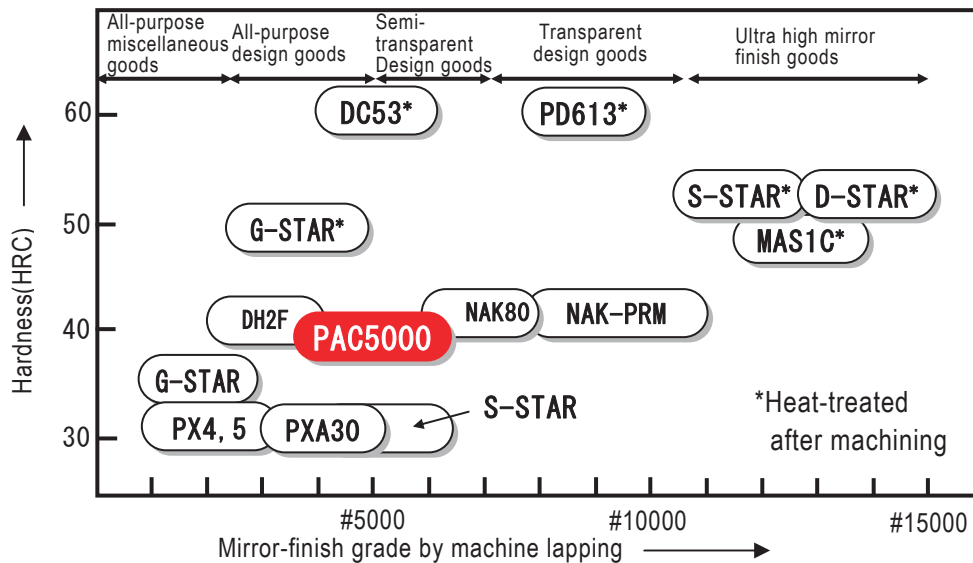 All-purpose
miscellaneous
goods
All-purpose
design goods
Semi-
transparent
Design goods
Transparent
design goods
Ultra high mirror
finish goods
Hardness(HRC)
60
50
40
30
DC53*
PD613*
S-STAR*
D-STAR*
G-STAR*
MAS1C*
DH2F
PAC5000
NAK80
NAK-PRM
G-STAR
PX4, 5
PXA30
S-STAR
*Heat-treated
after machining
#5000
#10000
#15000
Mirror-finish grade by machine lapping